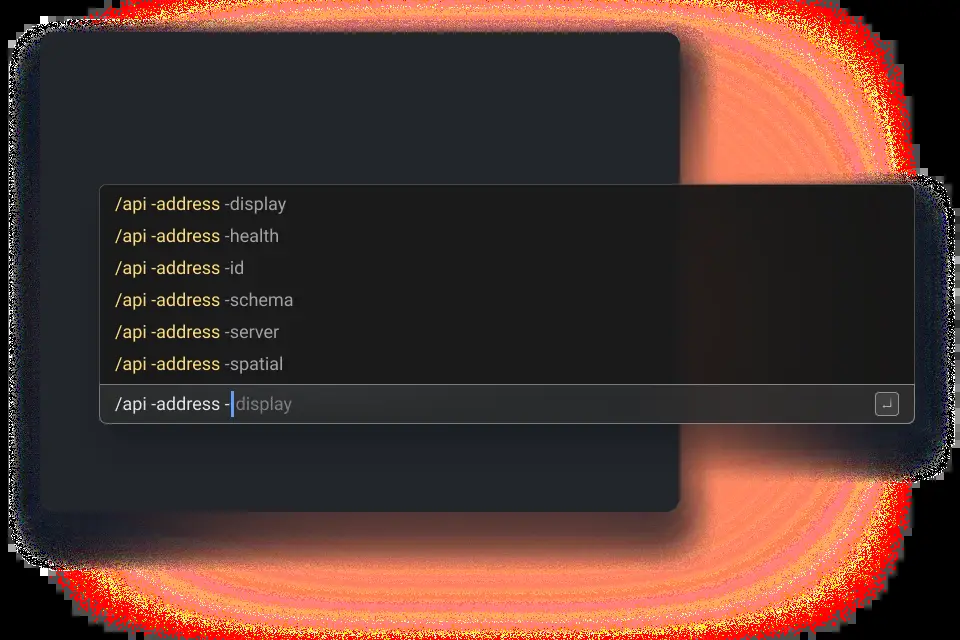 /api -address -display
/api -address -health
/api -address -id
/api -address -schema
/api -address -server
/api -address -spatial
/api -address -display